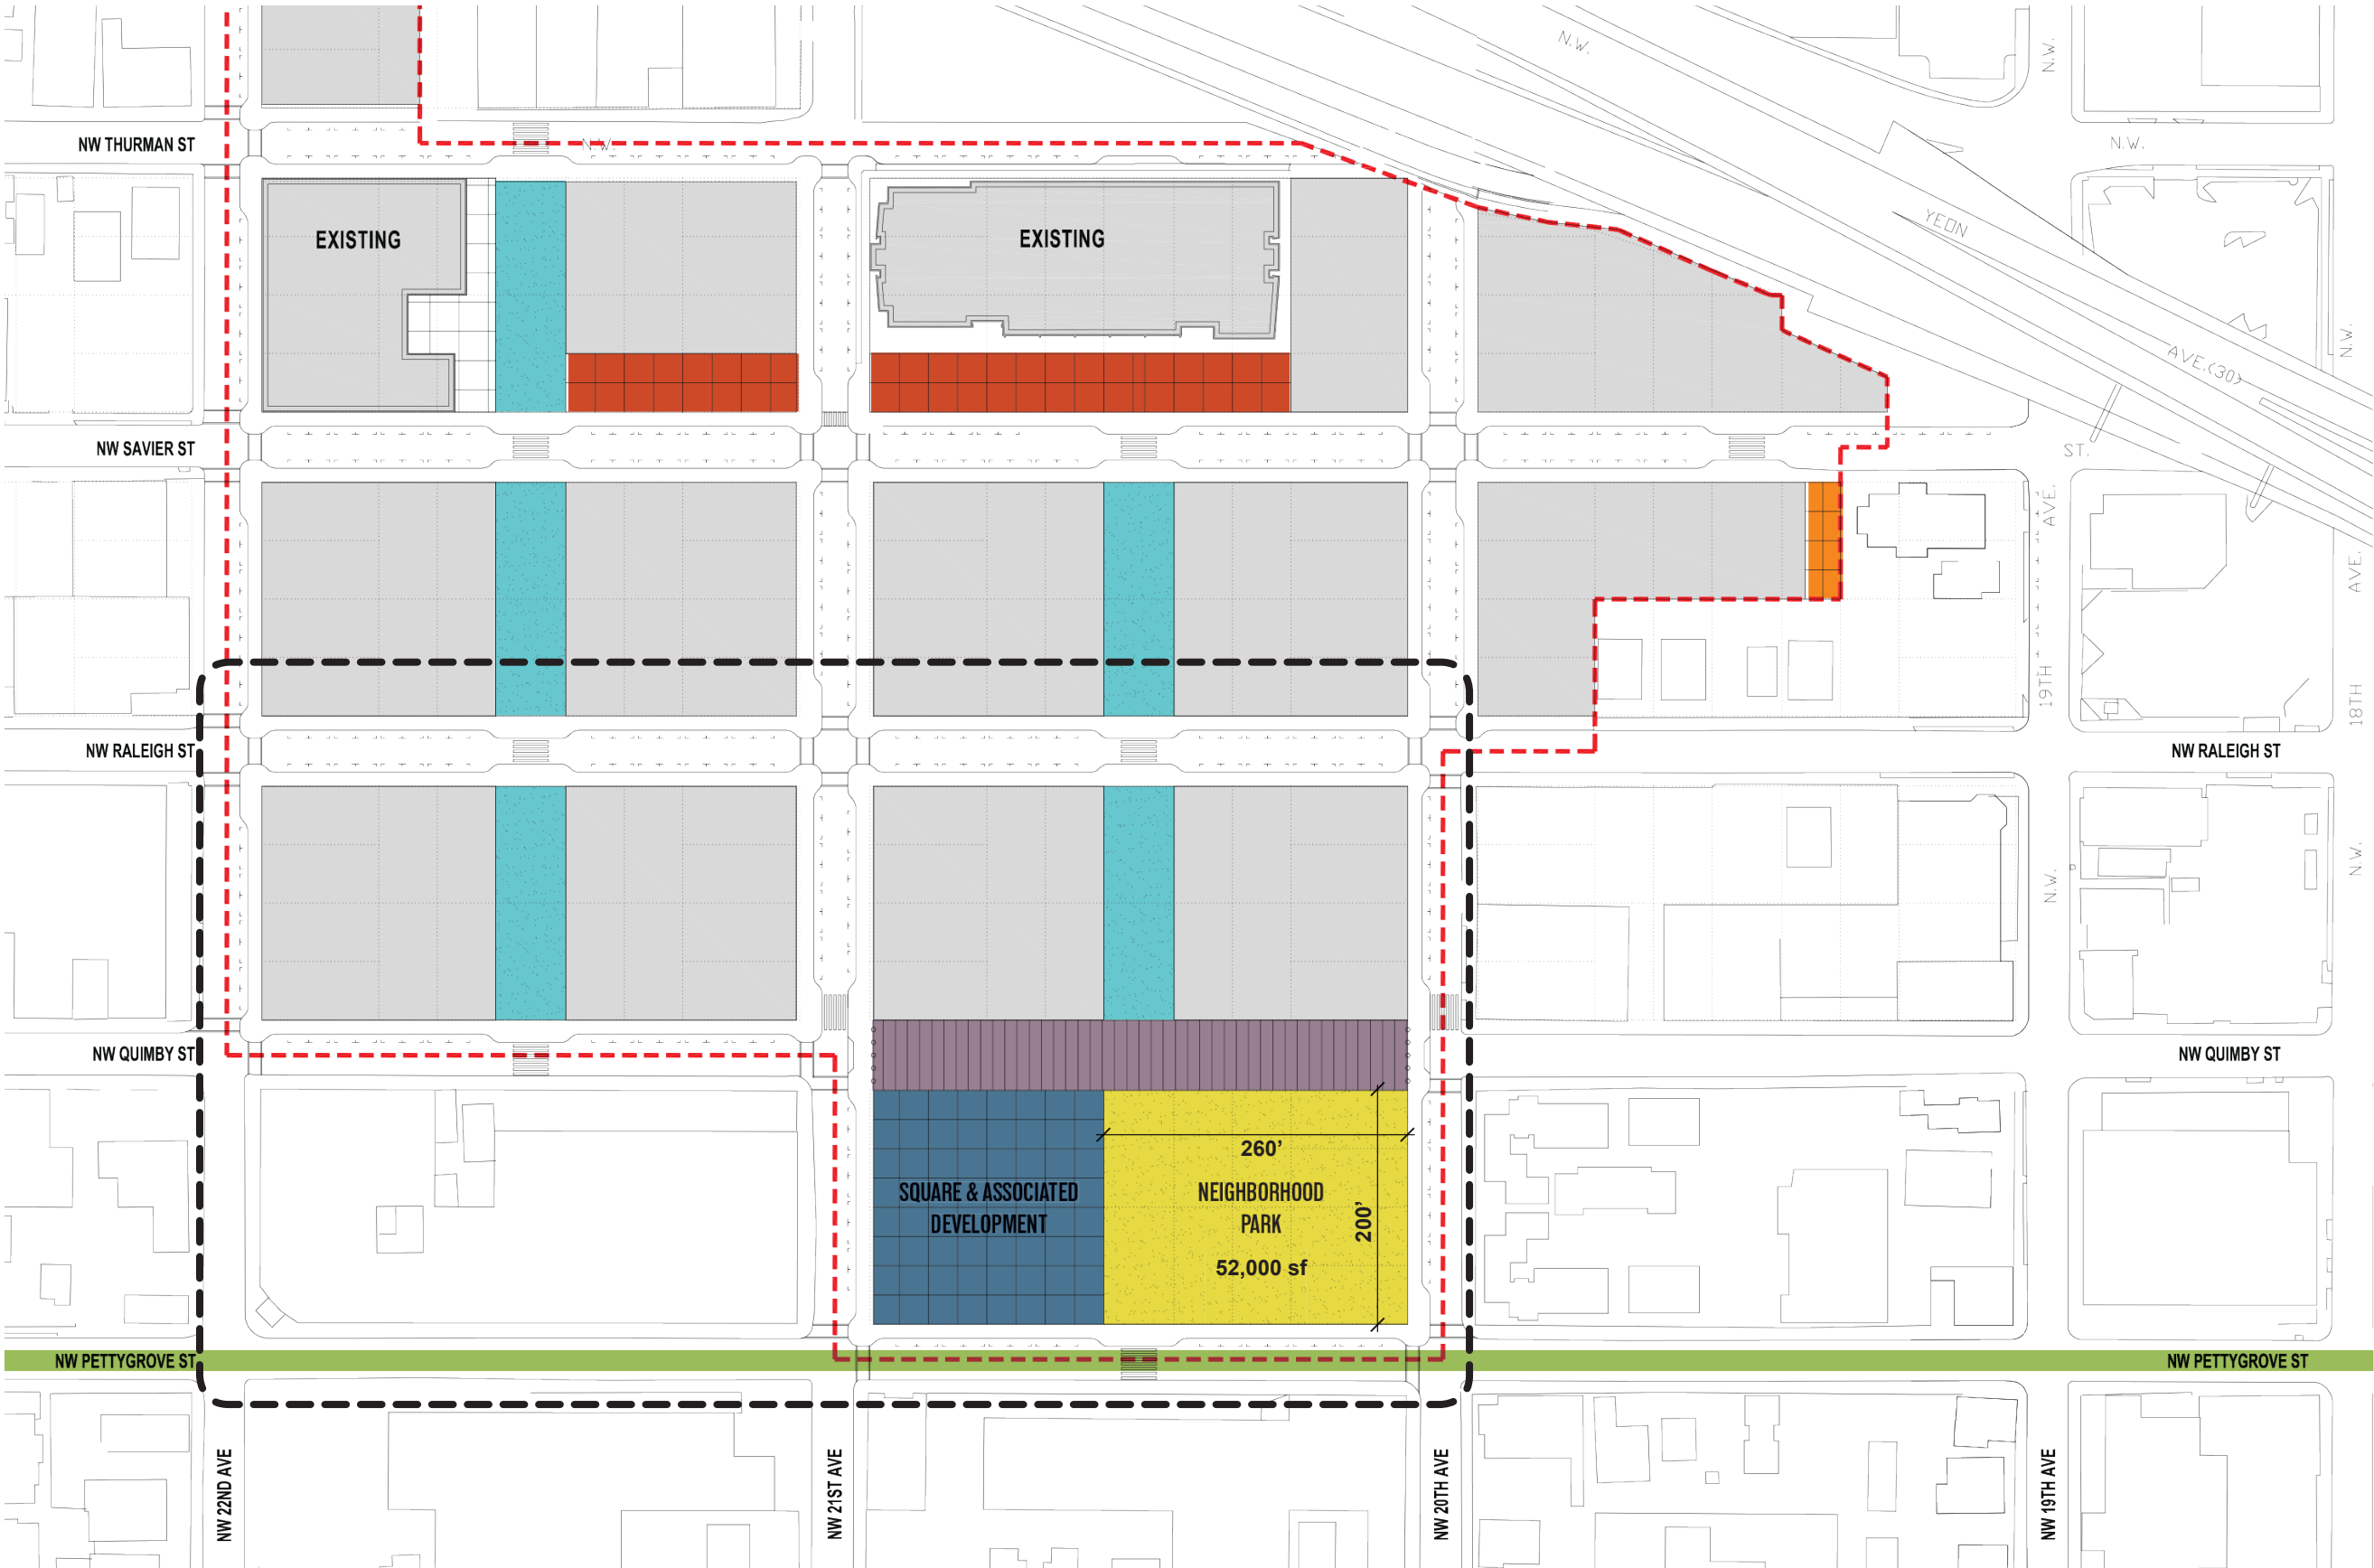 N.W.
N.W.
NW THURMAN ST
N.W.
N.W.
EXISTING
EXISTING
YEON
AVE.(30)
N.W.
NW SAVIER ST
ST.
AVE.
AVE.
19TH
18TH
NW RALEIGH ST
NW RALEIGH ST
N.W.
N.W.
NW QUIMBY ST
NW QUIMBY ST
260’
SQUARE & ASSOCIATED
DEVELOPMENT
NEIGHBORHOOD
PARK
200’
52,000 sf
NW PETTYGROVE ST
NW PETTYGROVE ST
NW 22ND AVE
NW 21ST AVE
NW 20TH AVE
NW 19TH AVE